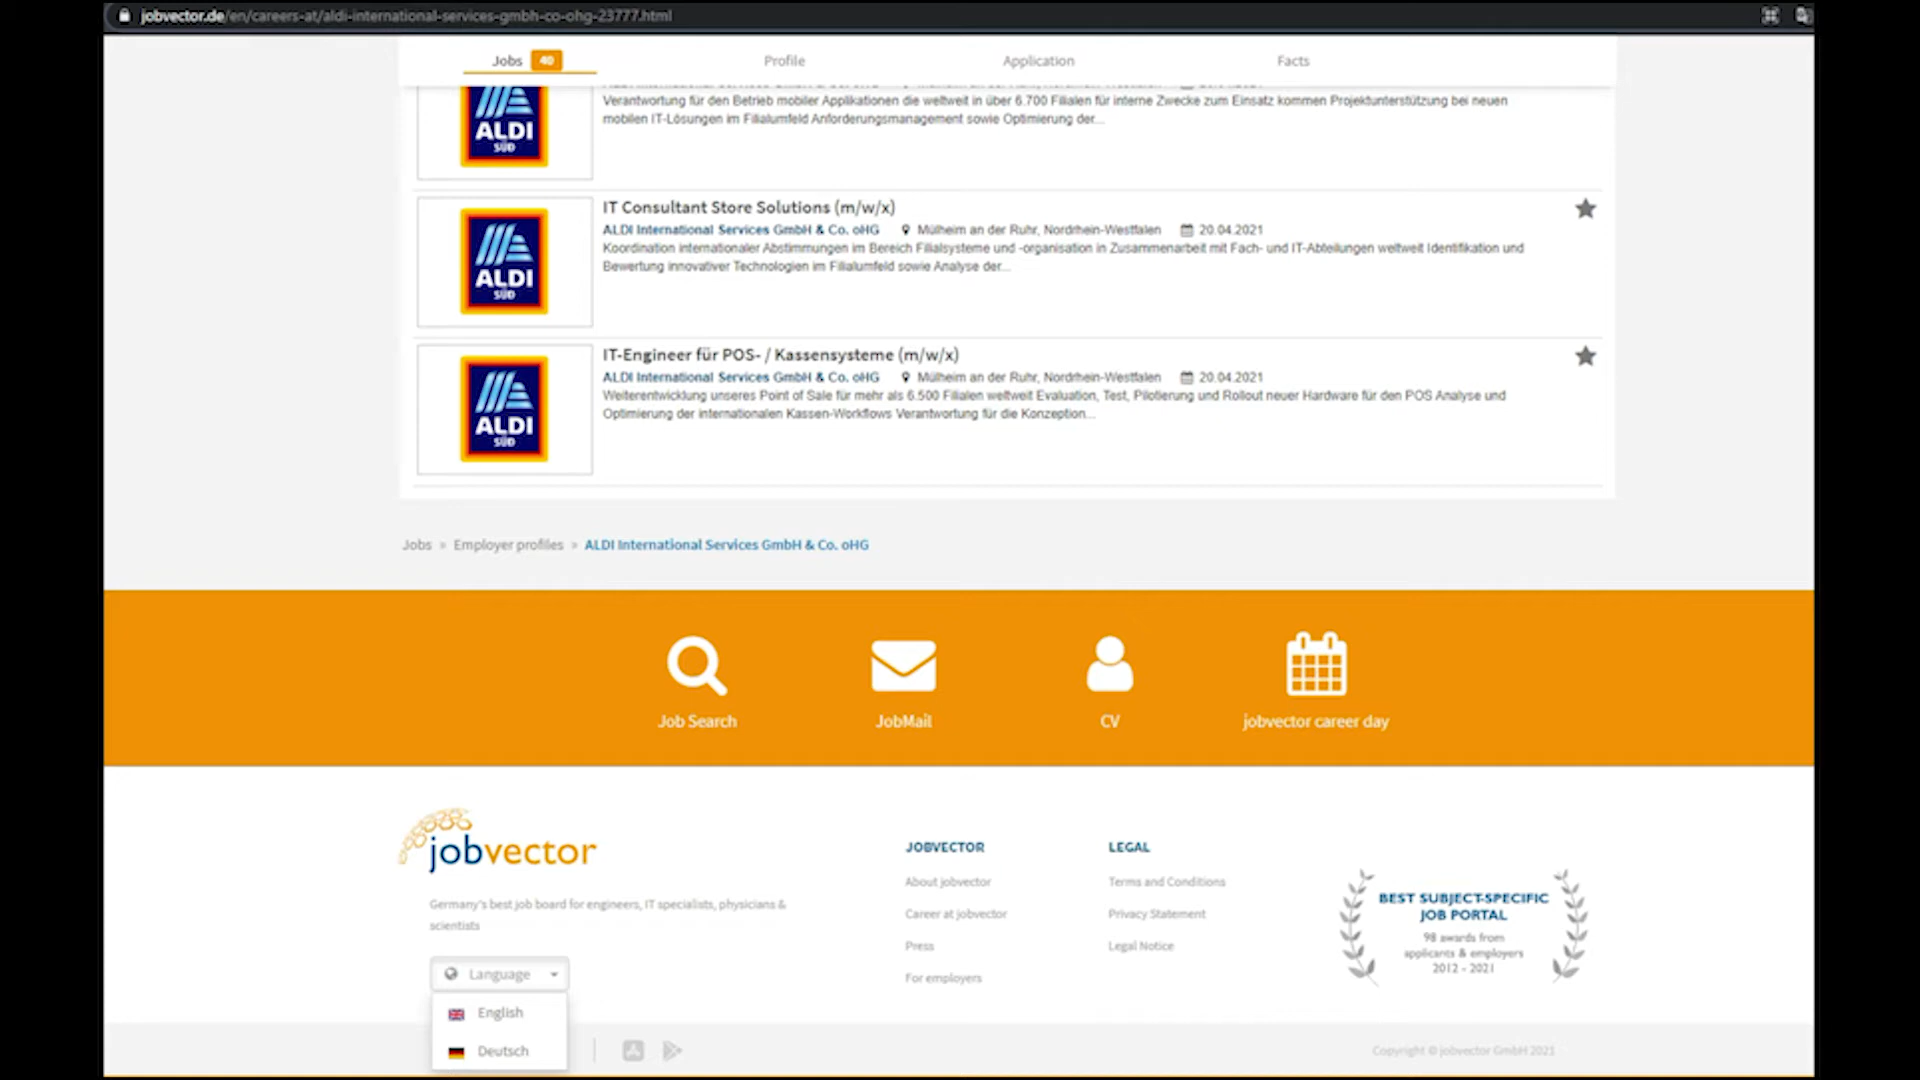 jobvector.de/en/careers-at/aldi-international-services-gmbh-co-ohg-23777.html
Jobs 40 Profile Application Facts
Verantwortung für den Betrieb mobiler Applikationen die weltweit in über 6.700 Filialen für interne Zwecke zum Einsatz kommen Projektunterstützung bei neuen
mobilen IT-Lösungen im Filialumfeld Anforderungsmanagement sowie Optimierung der...
ALDI
SÜD
IT Consultant Store Solutions (m/w/x)
ALDI International Services GmbH & Co. oHG Mülheim an der Ruhr, Nordrhein-Westfalen 20.04.2021
Koordination internationaler Abstimmungen im Bereich Filialsysteme und -organisation in Zusammenarbeit mit Fach- und IT-Abteilungen weltweit Identifikation und
Bewertung innovativer Technologien im Filialumfeld sowie Analyse der...
ALDI
SÜD
IT-Engineer für POS- / Kassensysteme (m/w/x)
ALDI International Services GmbH & Co. oHG Mülheim an der Ruhr, Nordrhein-Westfalen 20.04.2021
Weiterentwicklung unseres Point of Sale für mehr als 6.500 Filialen weltweit Evaluation, Test, Pilotierung und Rollout neuer Hardware für den POS Analyse und
Optimierung der internationalen Kassen-Workflows Verantwortung für die Konzeption...
ALDI
SÜD
Jobs » Employer profiles » ALDI International Services GmbH & Co. oHG
Job Search JobMail CV jobvector career day
jobvector
Germany's best job board for engineers, IT specialists, physicians &
scientists
Language
English
Deutsch
JOBVECTOR
About jobvector
Career at jobvector
Press
For employers
LEGAL
Terms and Conditions
Privacy Statement
Legal Notice
BEST SUBJECT-SPECIFIC
JOB PORTAL
98 awards from
applicants & employers
2012 - 2021
Copyright © jobvector GmbH 2021